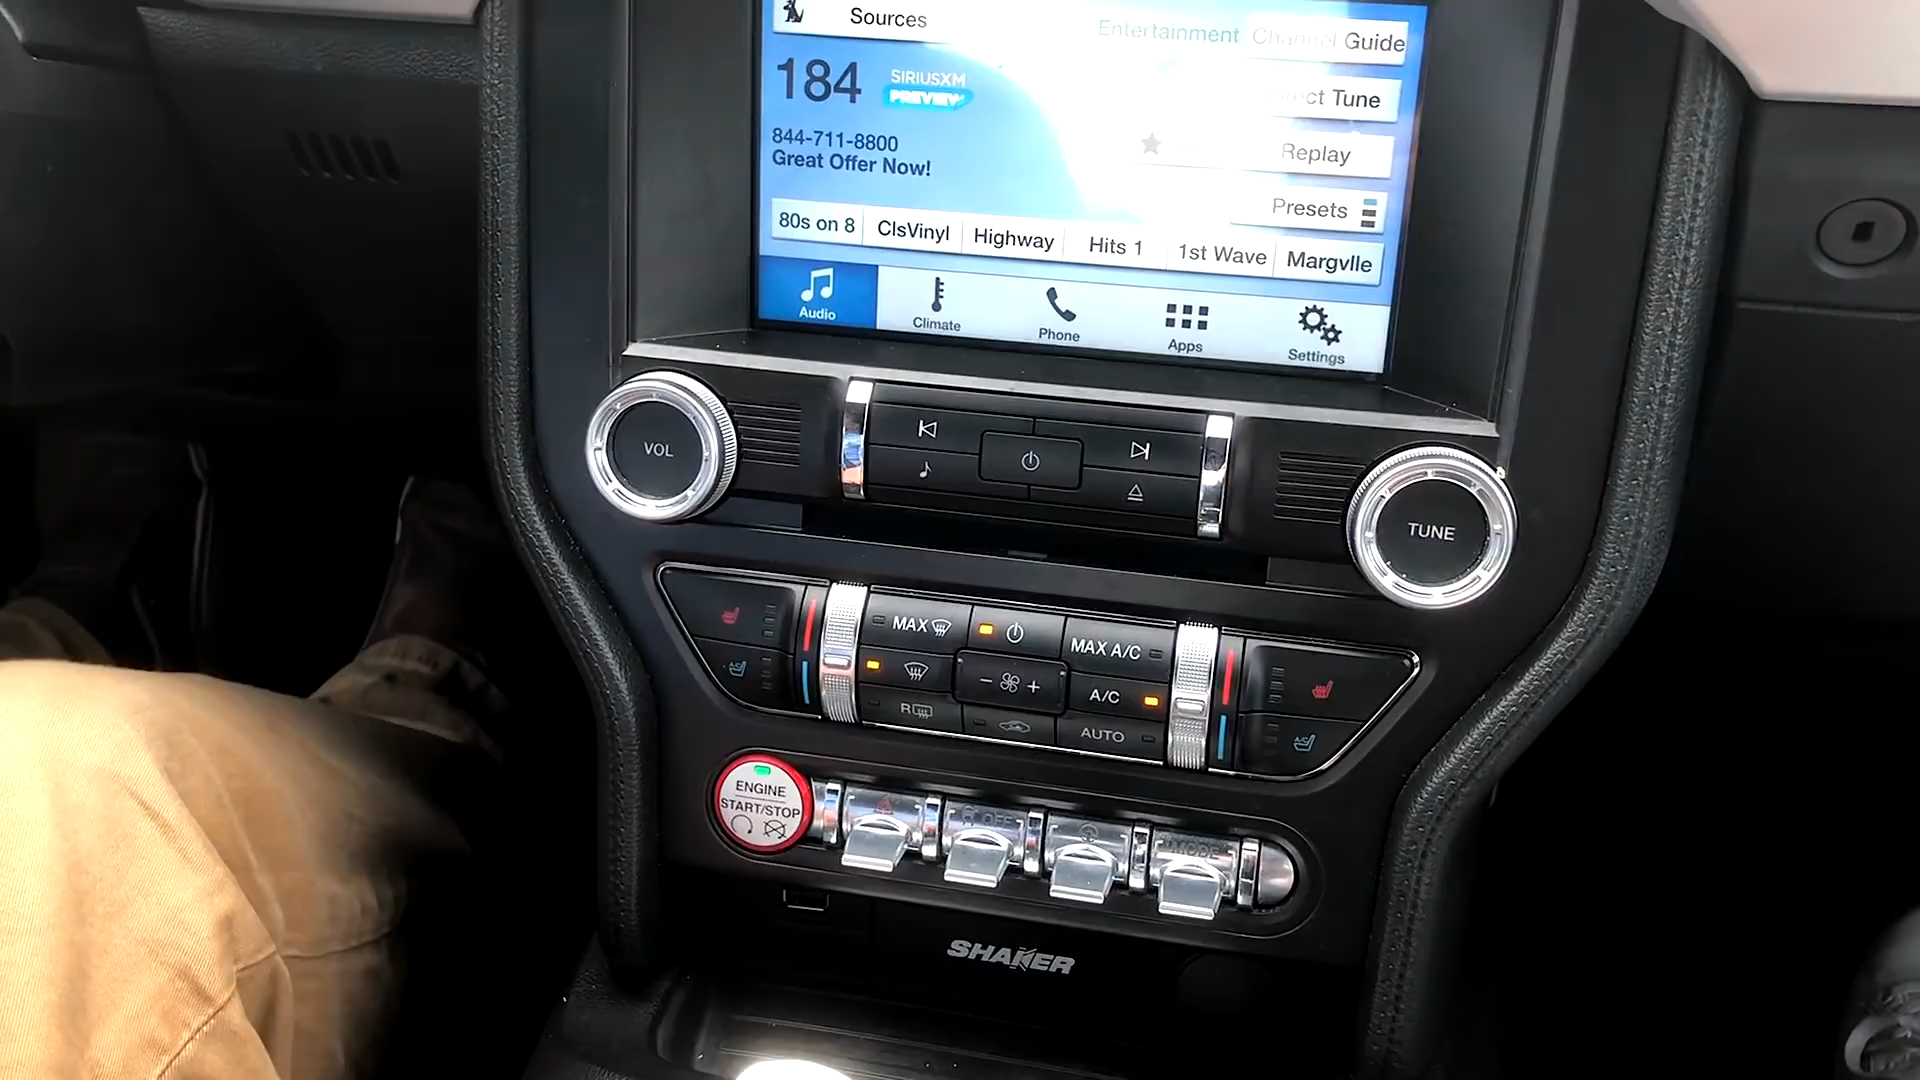 Sources
Entertainment
Channel Guide
184
SIRIUSXM
PREVIEW
Direct Tune
844-711-8800
Great Offer Now!
Replay
Presets
80s on 8
ClsVinyl
Highway
Hits 1
1st Wave
Margvlle
Audio
Climate
Phone
Apps
Settings
VOL
TUNE
MAX
MAX A/C
A/C
A/C
R
AUTO
A/C
ENGINE
START/STOP
OFF
MODE
SHAKER